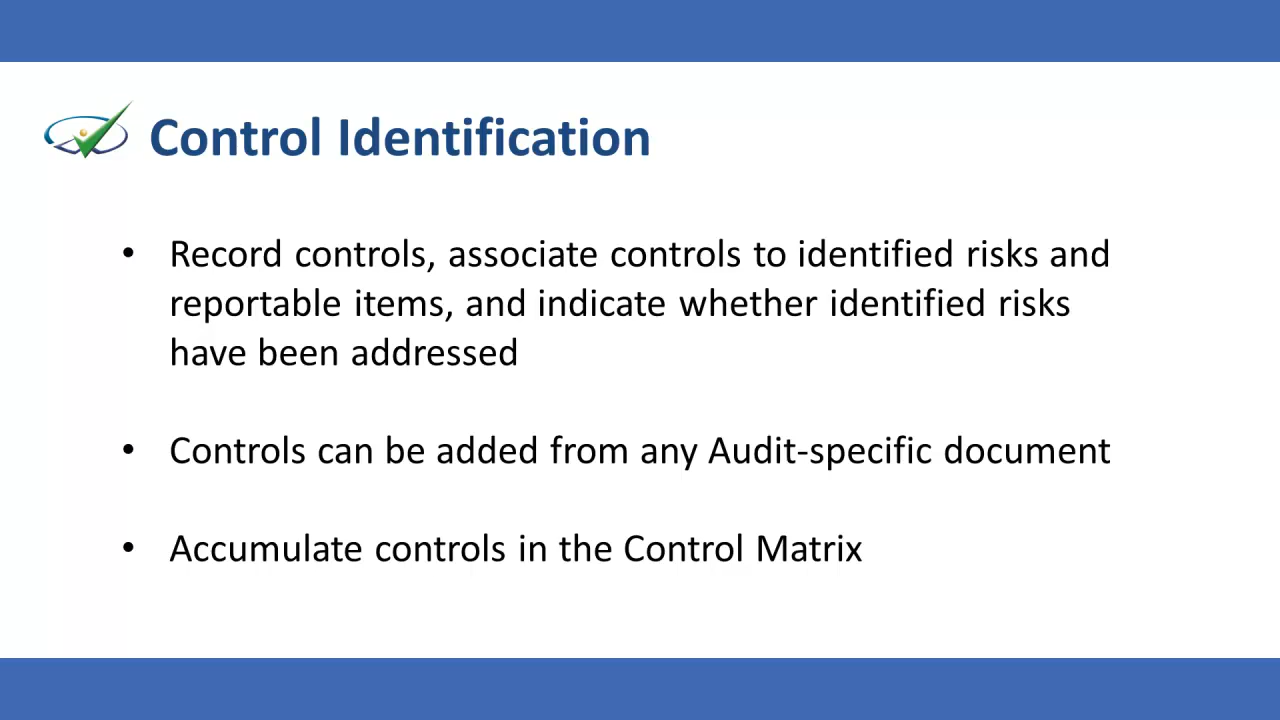 Control Identification
• Record controls, associate controls to identified risks and
reportable items, and indicate whether identified risks
have been addressed
• Controls can be added from any Audit-specific document
• Accumulate controls in the Control Matrix